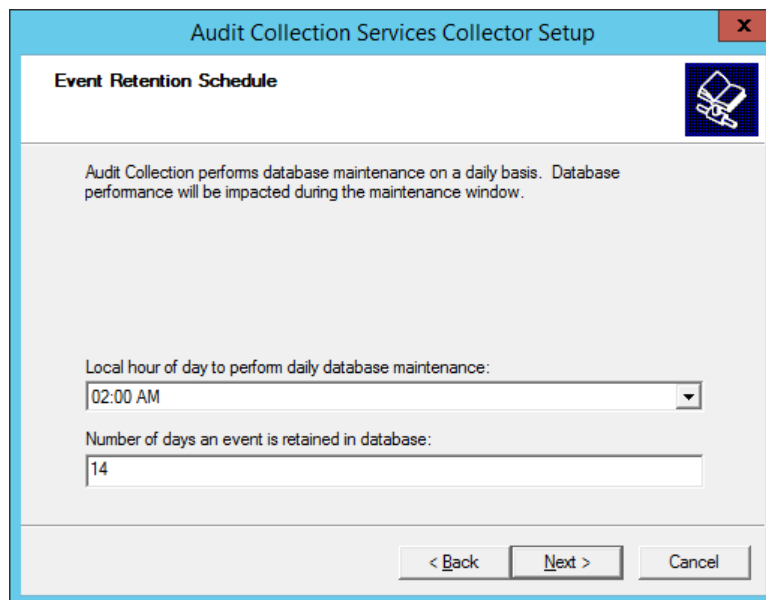 Audit Collection Services Collector Setup
x
Event Retention Schedule
Audit Collection performs database maintenance on a daily basis.  Database
performance will be impacted during the maintenance window.
Local hour of day to perform daily database maintenance:
02:00 AM
Number of days an event is retained in database:
14
< Back
Next >
Cancel